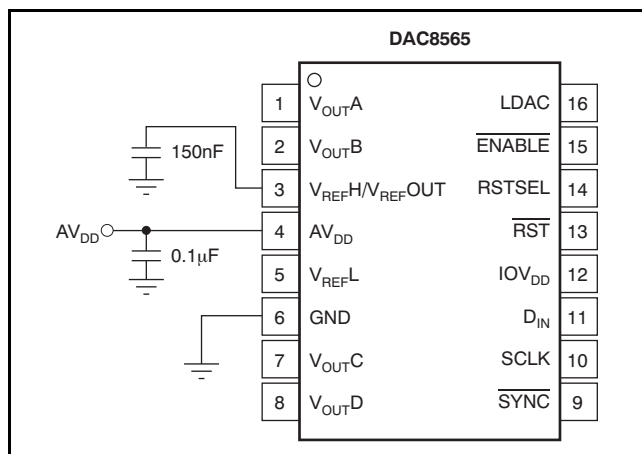 DAC8565
1 VOUTA LDAC 16
2 VOUTB ENABLE 15
150nF
3 VREFH/VREFOUT RSTSEL 14
AVDD 4 AVDD RST 13
0.1μF
5 VREFL IOVDD 12
6 GND DIN 11
7 VOUTC SCLK 10
8 VOUTD SYNC 9